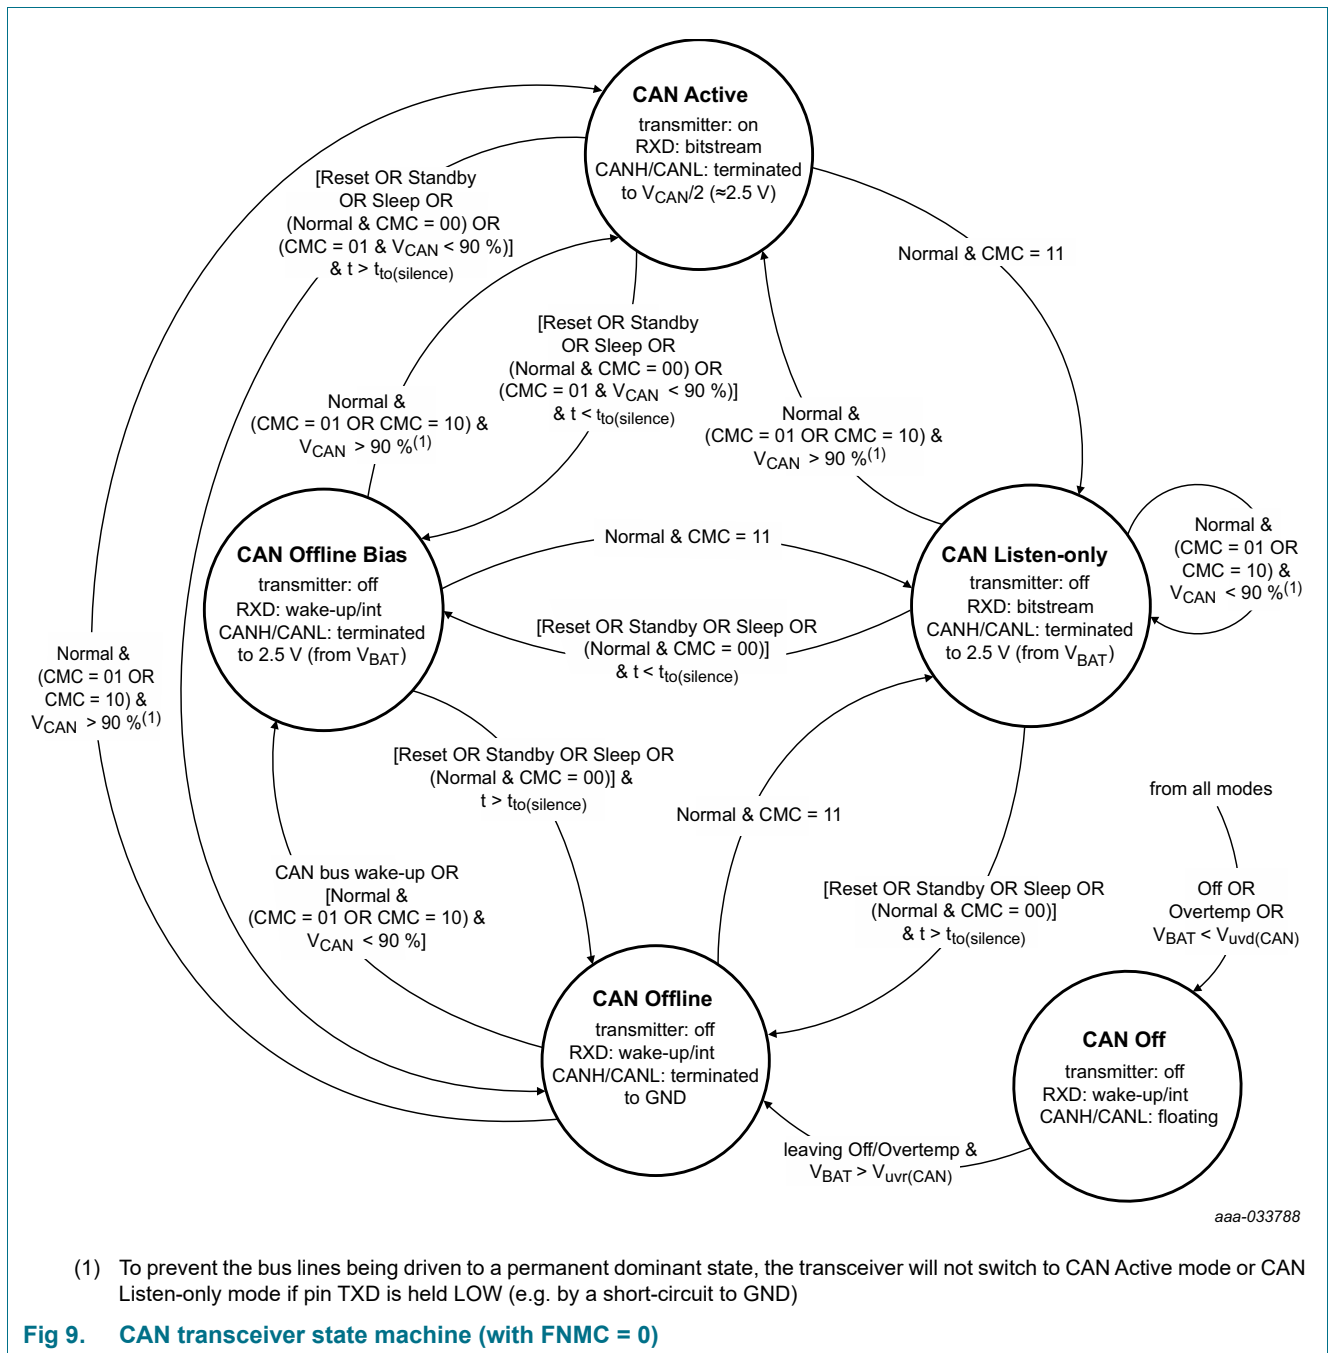 CAN Active
transmitter: on
RXD: bitstream
CANH/CANL: terminated
to VCAN/2 (≈2.5 V)
[Reset OR Standby
OR Sleep OR
(Normal & CMC = 00) OR
(CMC = 01 & VCAN < 90 %)]
& t > tto(silence)
Normal & CMC = 11
[Reset OR Standby
OR Sleep OR
(Normal & CMC = 00) OR
(CMC = 01 & VCAN < 90 %)]
& t < tto(silence)
Normal &
(CMC = 01 OR CMC = 10) &
VCAN > 90 %(1)
Normal &
(CMC = 01 OR CMC = 10) &
VCAN > 90 %(1)
CAN Offline Bias
transmitter: off
RXD: wake-up/int
CANH/CANL: terminated
to 2.5 V (from VBAT)
Normal & CMC = 11
CAN Listen-only
transmitter: off
RXD: bitstream
CANH/CANL: terminated
to 2.5 V (from VBAT)
Normal &
(CMC = 01 OR
CMC = 10) &
VCAN < 90 %(1)
[Reset OR Standby OR Sleep OR
(Normal & CMC = 00)]
& t < tto(silence)
Normal &
(CMC = 01 OR
CMC = 10) &
VCAN > 90 %(1)
[Reset OR Standby OR Sleep OR
(Normal & CMC = 00)] &
t > tto(silence)
Normal & CMC = 11
from all modes
CAN bus wake-up OR
[Normal &
(CMC = 01 OR CMC = 10) &
VCAN < 90 %]
[Reset OR Standby OR Sleep OR
(Normal & CMC = 00)]
& t > tto(silence)
Off OR
Overtemp OR
VBAT < Vuvd(CAN)
CAN Offline
transmitter: off
RXD: wake-up/int
CANH/CANL: terminated
to GND
CAN Off
transmitter: off
RXD: wake-up/int
CANH/CANL: floating
leaving Off/Overtemp &
VBAT > Vuvr(CAN)
aaa-033788
(1) To prevent the bus lines being driven to a permanent dominant state, the transceiver will not switch to CAN Active mode or CAN
Listen-only mode if pin TXD is held LOW (e.g. by a short-circuit to GND)
Fig 9. CAN transceiver state machine (with FNMC = 0)